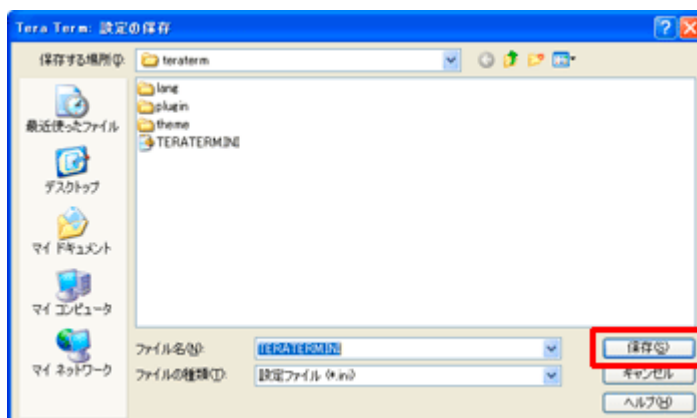 Tera Term: 設定の保存
保存する場所(I):
teraterm
lang
plugin
theme
TERATERM.INI
最近使ったファイル
デスクトップ
マイ ドキュメント
マイ コンピュータ
マイ ネットワーク
ファイル名(N):
TERATERM.INI
保存(S)
ファイルの種類(T):
設定ファイル (*.ini)
キャンセル
ヘルプ(H)